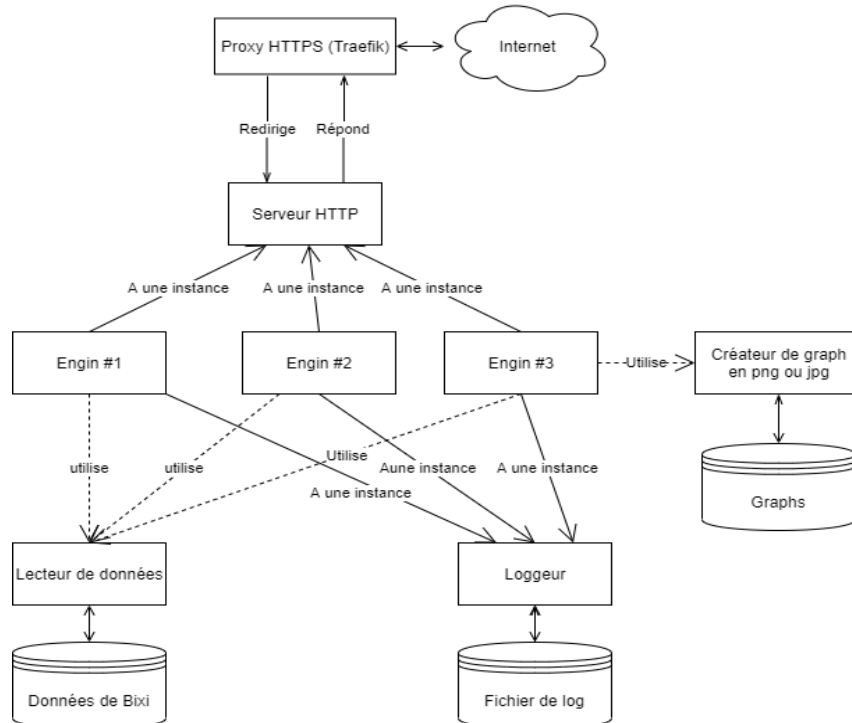 Proxy HTTPS (Traefik)
Internet
Redirige
Répond
Serveur HTTP
A une instance
A une instance
A une instance
Engin #1
Engin #2
Engin #3
Utilise
Créateur de graph
en png ou jpg
utilise
utilise
Utilise
A une instance
Aune instance
A une instance
Graphs
Lecteur de données
Loggeur
Données de Bixi
Fichier de log